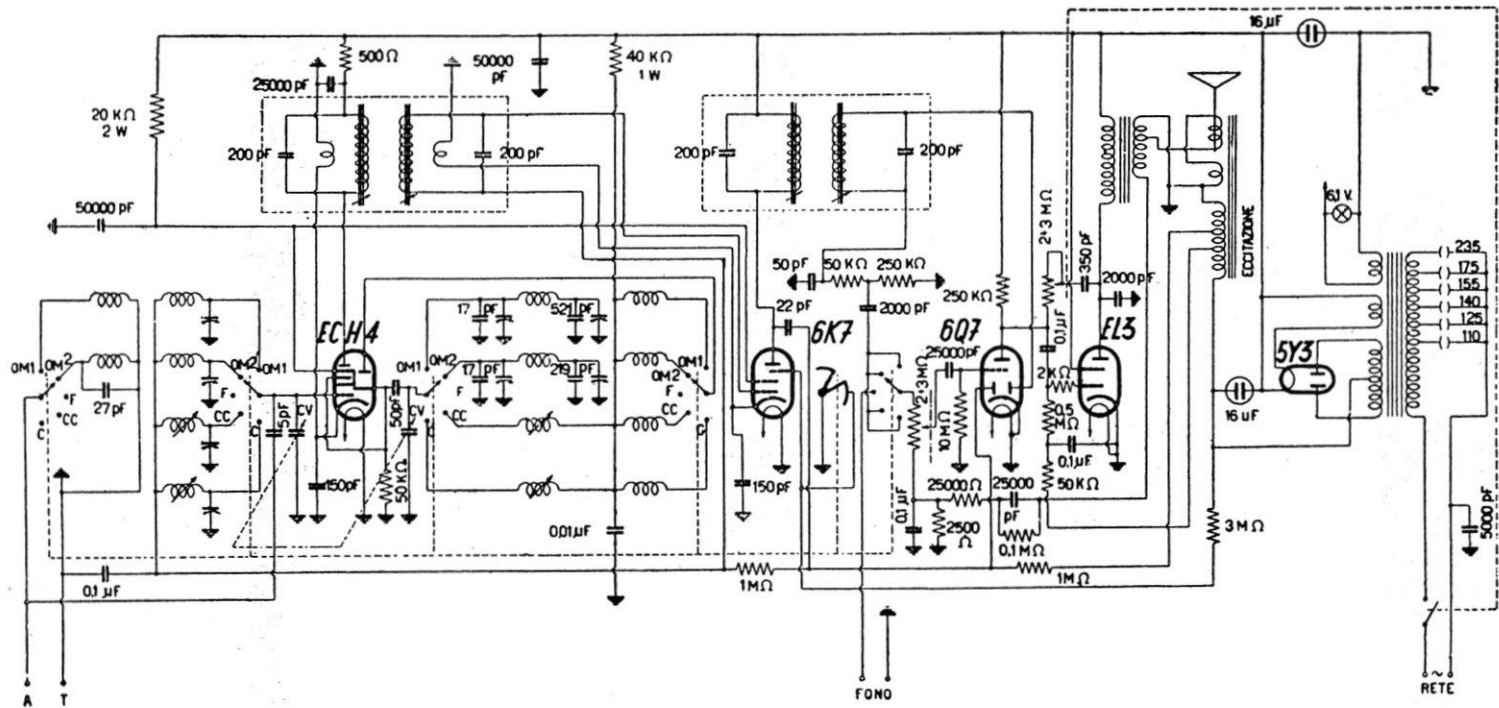 16 µF
500 Ω
25000 pF
50000
pF
40 KΩ
1 W
20 KΩ
2 W
200 pF
200 pF
200 pF
200 pF
50000 pF
6,1 V.
ECCITAZIONE
2÷3 MΩ
350 pF
2000 pF
235
175
155
140
125
110
50 pF
50 KΩ
250 KΩ
22 pF
2000 pF
250 KΩ
0,1 µF
ECH4
6K7
6Q7
EL3
5Y3
17 pF
521 pF
17 pF
219 pF
OM1
OM2
F
CC
C
27 pF
OM2
OM1
F
CC
C
5pF
CV
50pF
CV
OM1
OM2
F
CC
C
OM1
OM2
F
CC
C
25000 pF
2÷3 MΩ
10 MΩ
2 KΩ
0,5
MΩ
0,1 µF
50 KΩ
16 uF
150 pF
50 KΩ
150 pF
0,01 µF
0,1 µF
25000 Ω
2500
Ω
25000
pF
0,1 MΩ
1 MΩ
1 MΩ
3 MΩ
5000 pF
0,1 µF
A
T
FONO
~
RETE